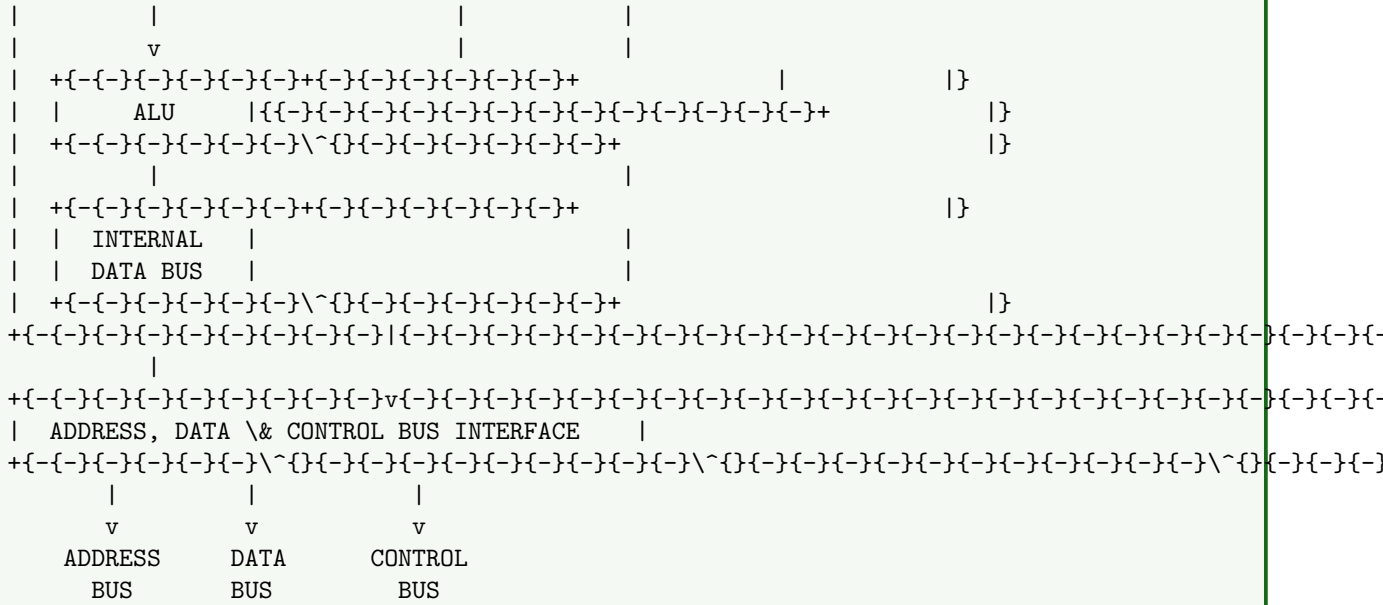 |         |                     |           |
|         v                     |           |
|  +{-{-}{-}{-}{-}{-}+{-}{-}{-}{-}{-}{-}+              |           |}
|  |     ALU     |{{-}{-}{-}{-}{-}{-}{-}{-}{-}{-}{-}{-}{-}+           |}
|  +{-{-}{-}{-}{-}{-}\^{}{-}{-}{-}{-}{-}{-}+                          |}
|         |                                 |
|  +{-{-}{-}{-}{-}{-}+{-}{-}{-}{-}{-}{-}+                          |}
|  |  INTERNAL   |                          |
|  |  DATA BUS   |                          |
|  +{-{-}{-}{-}{-}{-}\^{}{-}{-}{-}{-}{-}{-}+                          |}
+{-{-}{-}{-}{-}{-}{-}{-}{-}|{-}{-}{-}{-}{-}{-}{-}{-}{-}{-}{-}{-}{-}{-}{-}{-}{-}{-}{-}{-}{-}{-}{-}{-
          |
+{-{-}{-}{-}{-}{-}{-}{-}{-}v{-}{-}{-}{-}{-}{-}{-}{-}{-}{-}{-}{-}{-}{-}{-}{-}{-}{-}{-}{-}{-}{-}{-}{-
|  ADDRESS, DATA \& CONTROL BUS INTERFACE    |
+{-{-}{-}{-}{-}{-}\^{}{-}{-}{-}{-}{-}{-}{-}{-}{-}\^{}{-}{-}{-}{-}{-}{-}{-}{-}{-}{-}{-}\^{}{-}{-}{-}
       |         |           |
       v         v           v
    ADDRESS     DATA      CONTROL
      BUS       BUS         BUS